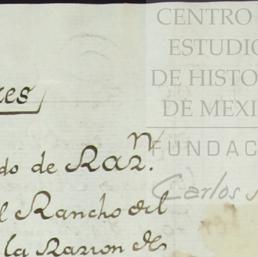 CENTRO
ESTUDIO
DE HISTO
DE MEXI
FUNDAC
Carlos
res
do de Raz.n
l Rancho del
la Razon de